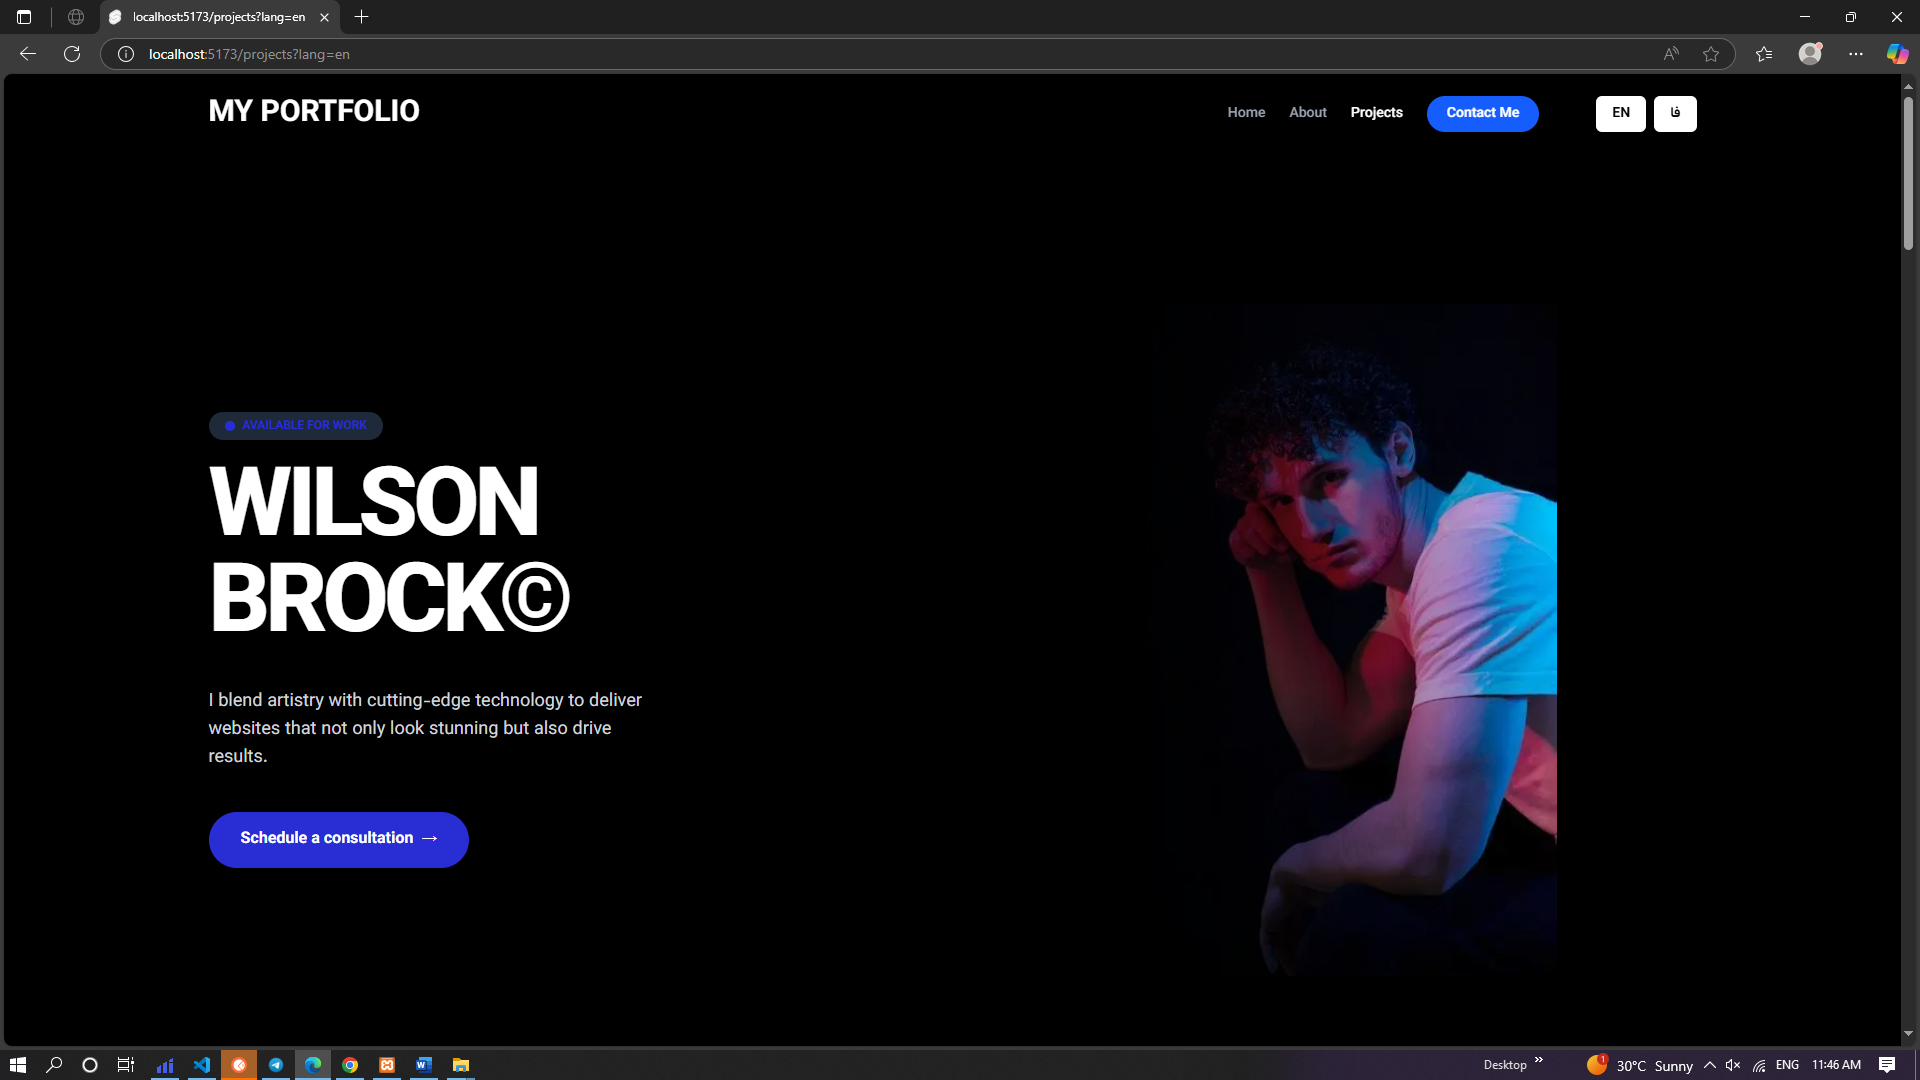 localhost:5173/projects?lang=en
localhost:5173/projects?lang=en
MY PORTFOLIO
Home About Projects Contact Me EN فا
AVAILABLE FOR WORK
WILSON
BROCK©
I blend artistry with cutting-edge technology to deliver
websites that not only look stunning but also drive
results.
Schedule a consultation →
Desktop » 1 30°C Sunny ENG 11:46 AM